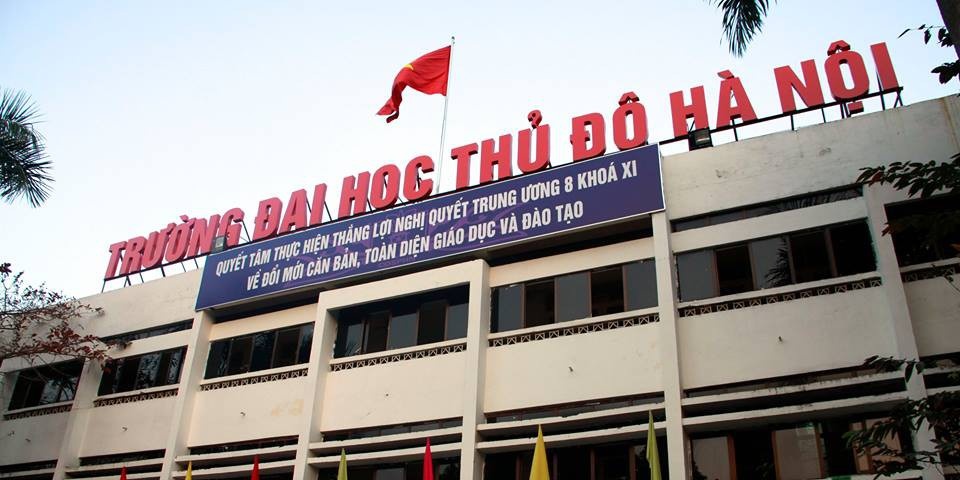 TRƯỜNG ĐẠI HỌC THỦ ĐÔ HÀ NỘI
QUYẾT TÂM THỰC HIỆN THẮNG LỢI NGHỊ QUYẾT TRUNG ƯƠNG 8 KHOÁ XI
VỀ ĐỔI MỚI CĂN BẢN, TOÀN DIỆN GIÁO DỤC VÀ ĐÀO TẠO